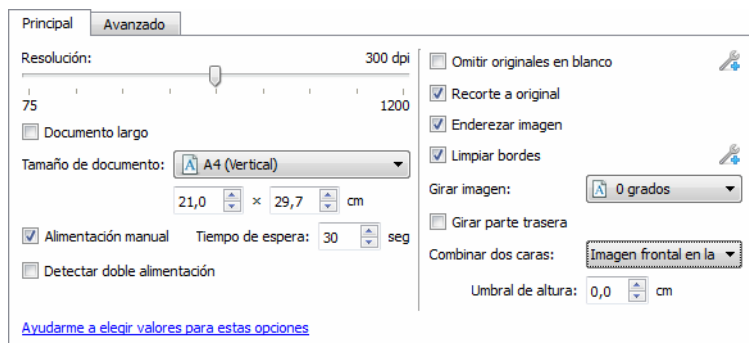 Principal
Avanzado
Resolución: 300 dpi
75 1200
Documento largo
Tamaño de documento: A4 (Vertical)
21,0 × 29,7 cm
Alimentación manual Tiempo de espera: 30 seg
Detectar doble alimentación
Ayudarme a elegir valores para estas opciones
Omitir originales en blanco
Recorte a original
Enderezar imagen
Limpiar bordes
Girar imagen: 0 grados
Girar parte trasera
Combinar dos caras: Imagen frontal en la
Umbral de altura: 0,0 cm